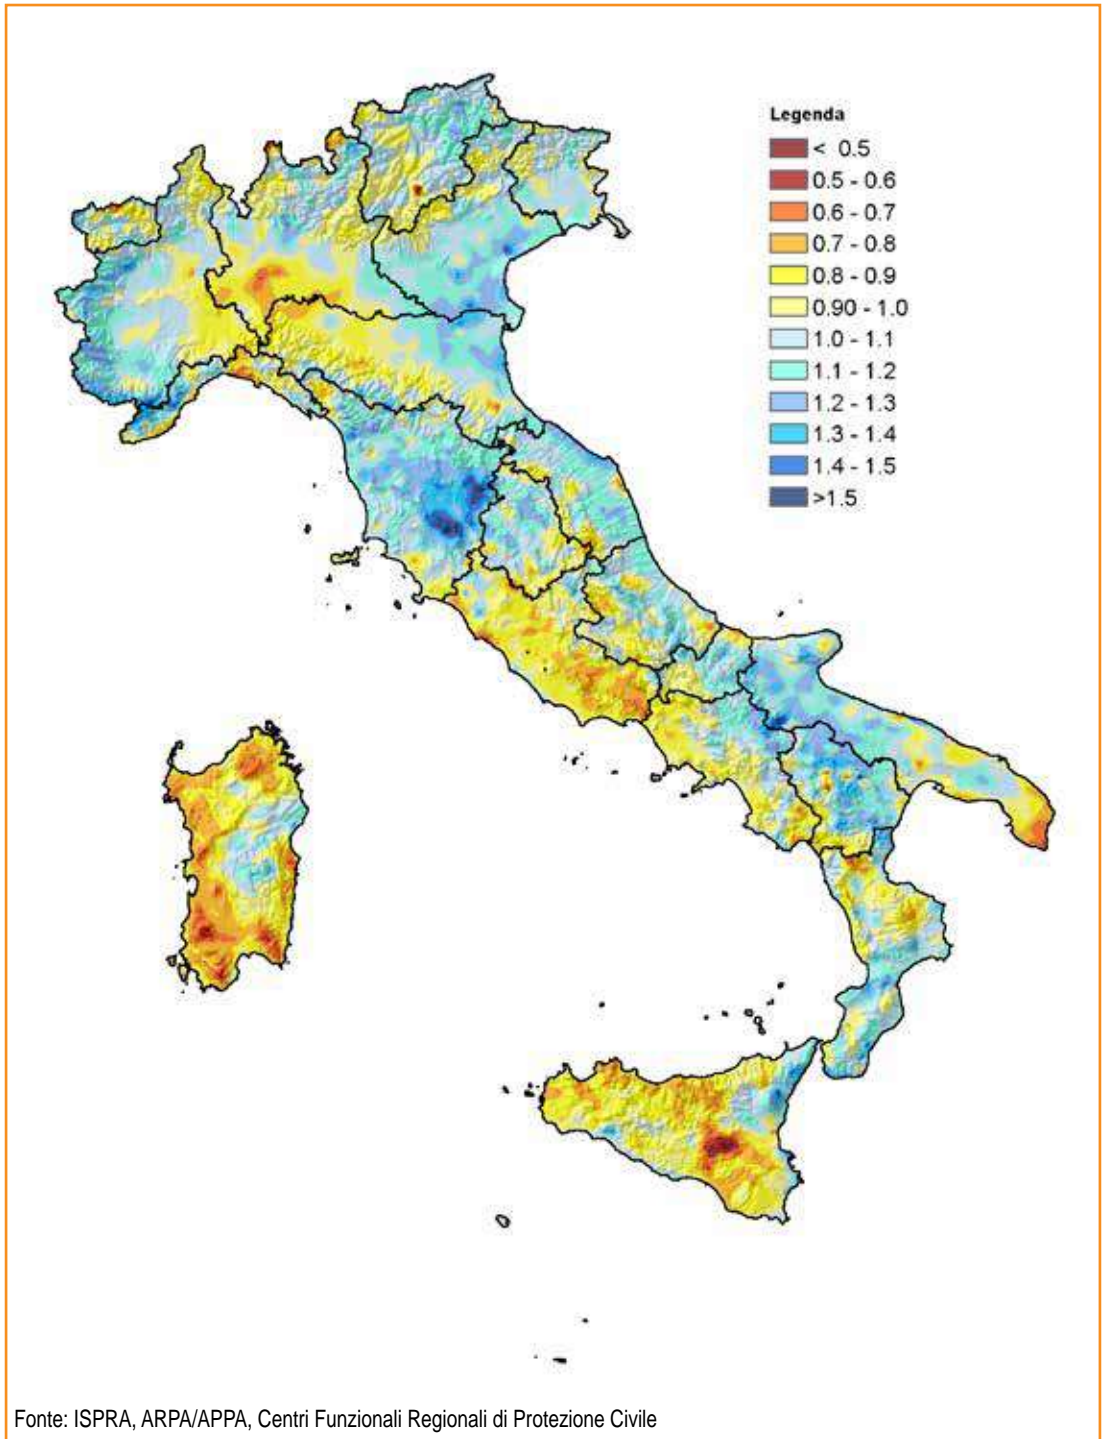 Legenda
< 0.5
0.5 - 0.6
0.6 - 0.7
0.7 - 0.8
0.8 - 0.9
0.90 - 1.0
1.0 - 1.1
1.1 - 1.2
1.2 - 1.3
1.3 - 1.4
1.4 - 1.5
>1.5
Fonte: ISPRA, ARPA/APPA, Centri Funzionali Regionali di Protezione Civile